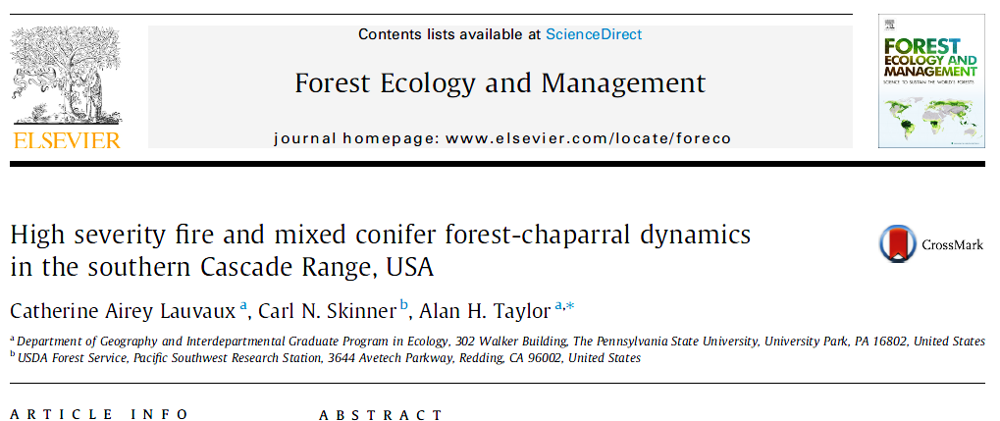 Contents lists available at ScienceDirect
Forest Ecology and Management
journal homepage: www.elsevier.com/locate/foreco
ELSEVIER
FOREST
ECOLOGY AND
MANAGEMENT
SCIENCE TO SUSTAIN THE WORLD'S FORESTS
High severity fire and mixed conifer forest-chaparral dynamics
in the southern Cascade Range, USA
CrossMark
Catherine Airey Lauvaux a, Carl N. Skinner b, Alan H. Taylor a,*
a Department of Geography and Interdepartmental Graduate Program in Ecology, 302 Walker Building, The Pennsylvania State University, University Park, PA 16802, United States
b USDA Forest Service, Pacific Southwest Research Station, 3644 Avetech Parkway, Redding, CA 96002, United States
ARTICLE INFO
ABSTRACT